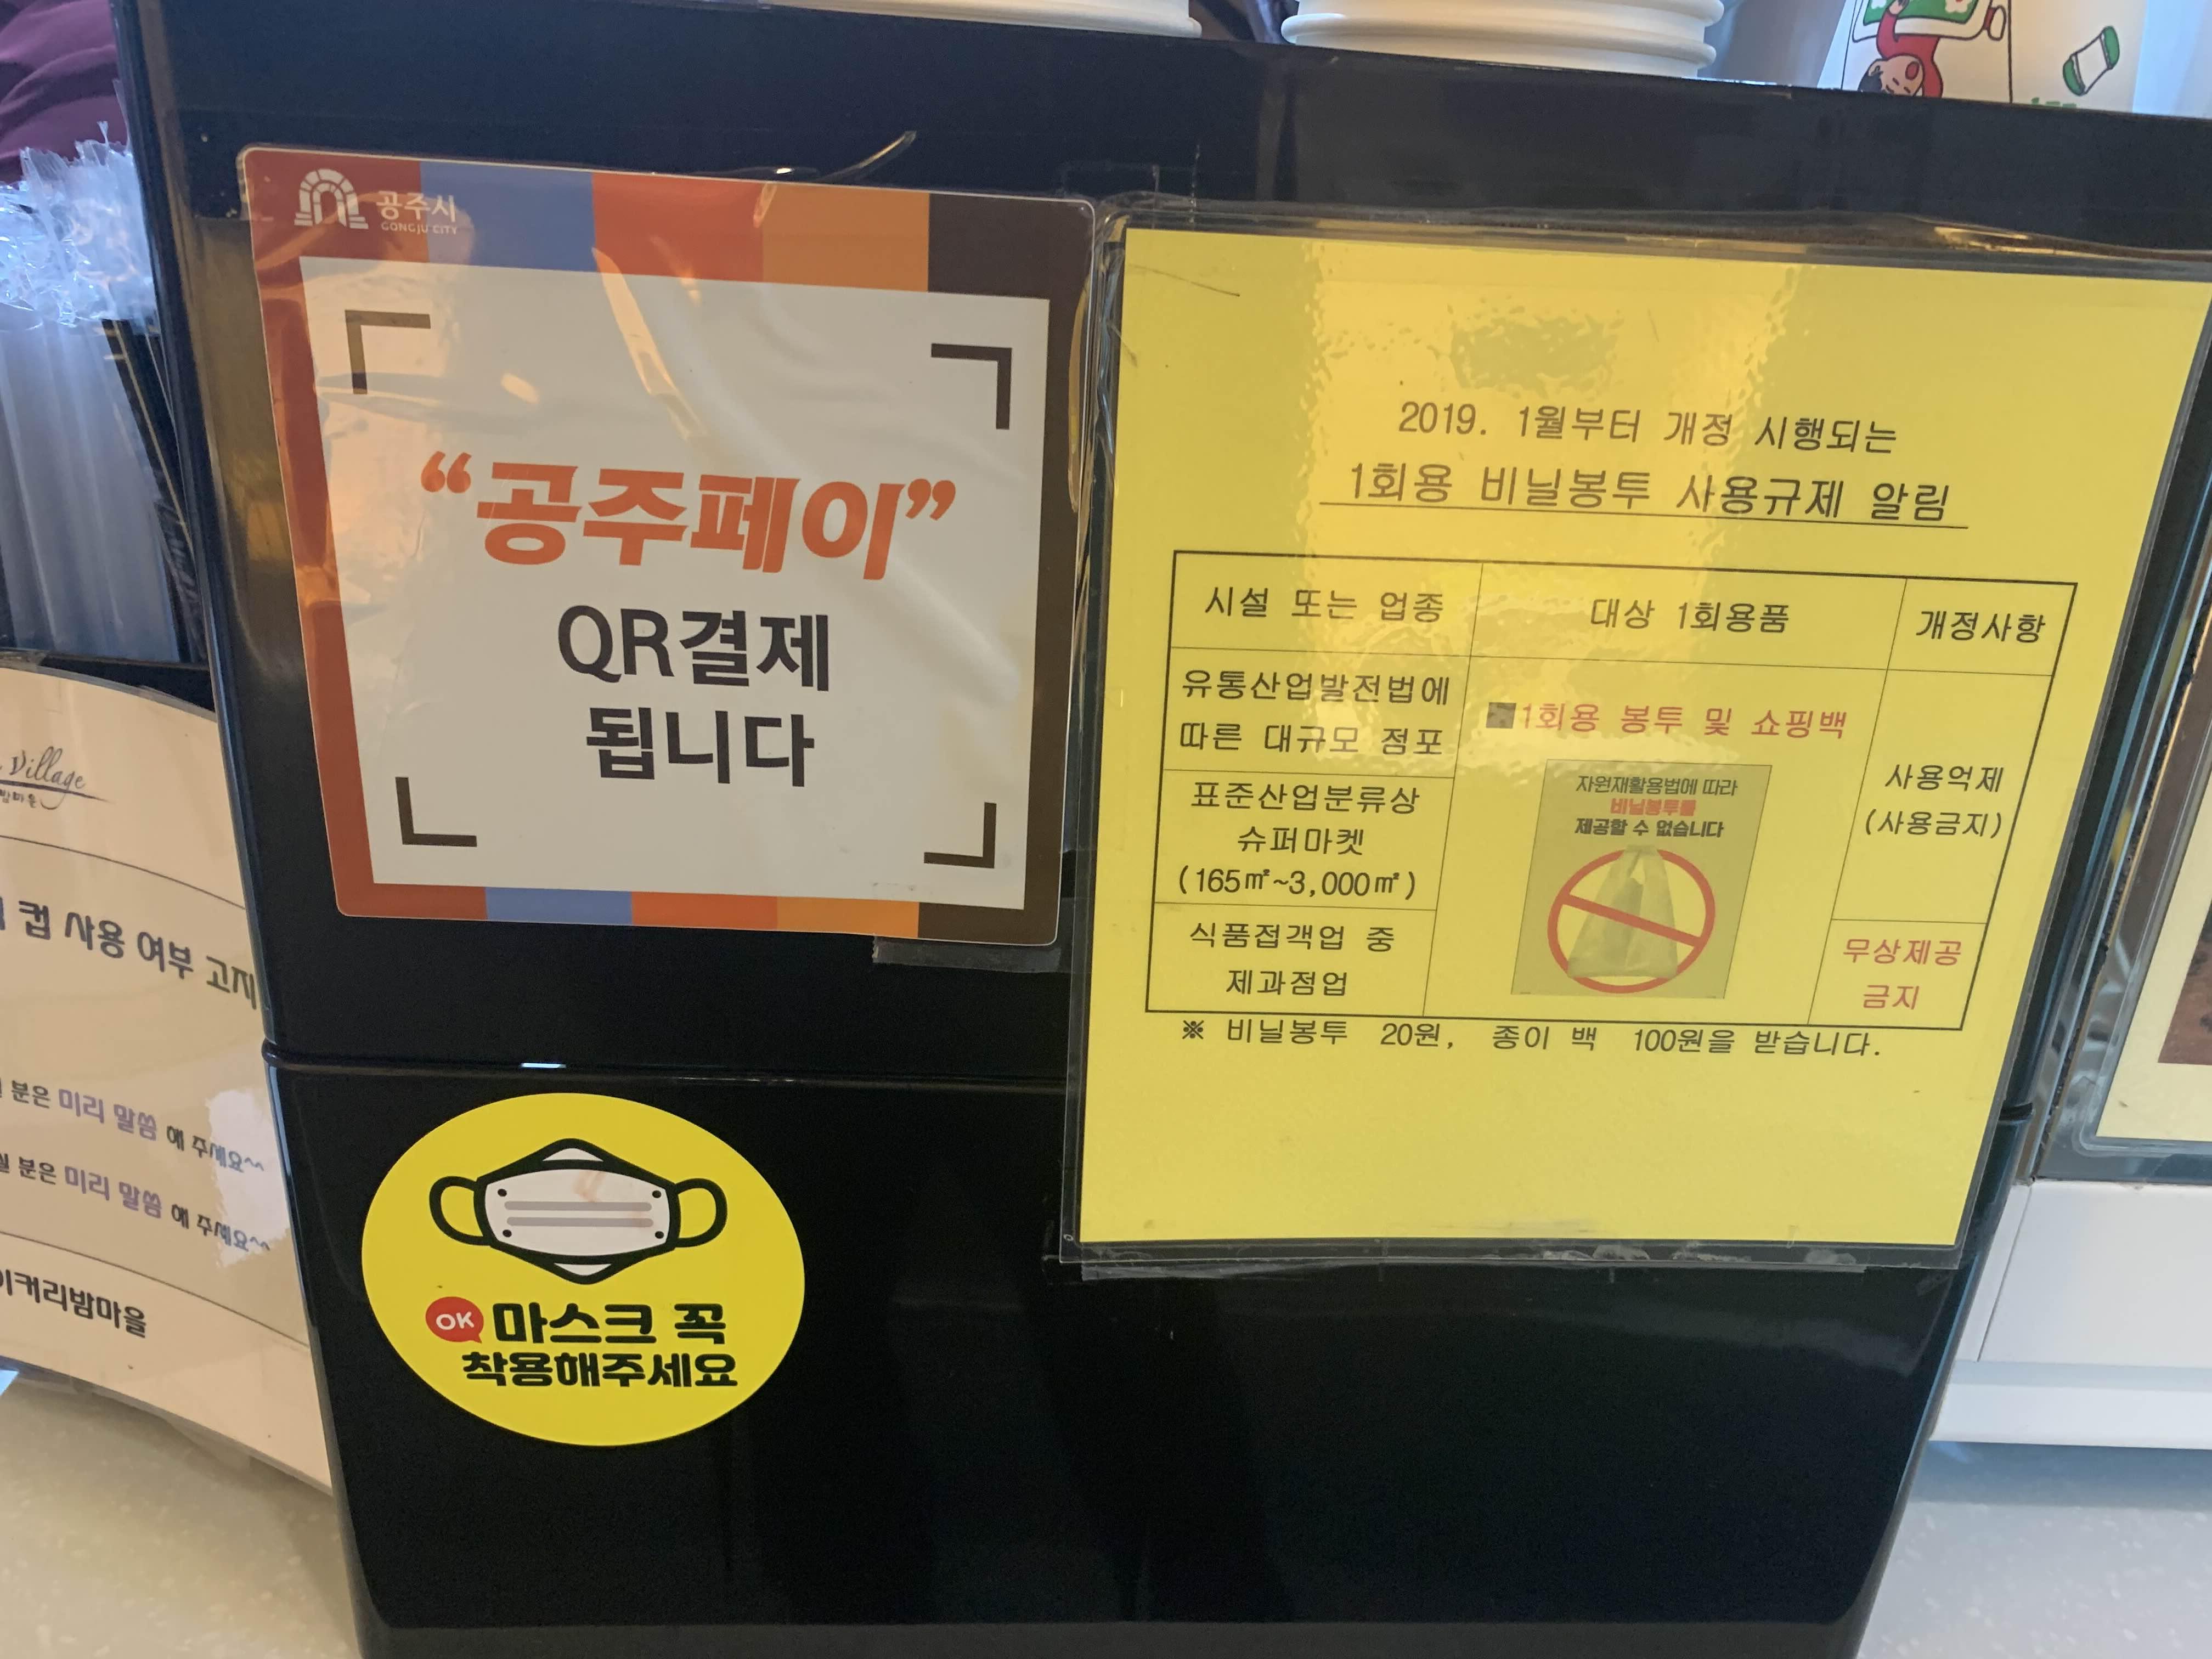 공주시
GONGJU CITY
“공주페이”
QR결제
됩니다
2019. 1월부터 개정 시행되는
1회용 비닐봉투 사용규제 알림
시설 또는 업종
대상 1회용품
개정사항
유통산업발전법에
따른 대규모 점포
■1회용 봉투 및 쇼핑백
자원재활용법에 따라
비닐봉투를
제공할 수 없습니다
사용억제
(사용금지)
표준산업분류상
슈퍼마켓
(165㎡~3,000㎡)
식품접객업 중
제과점업
무상제공
금지
※ 비닐봉투 20원, 종이 백 100원을 받습니다.
OK 마스크 꼭
착용해주세요
Village
밤마을
컵 사용 여부 고지
분은 미리 말씀 해 주세요^^
실 분은 미리 말씀 해 주세요^^
이커리밤마을